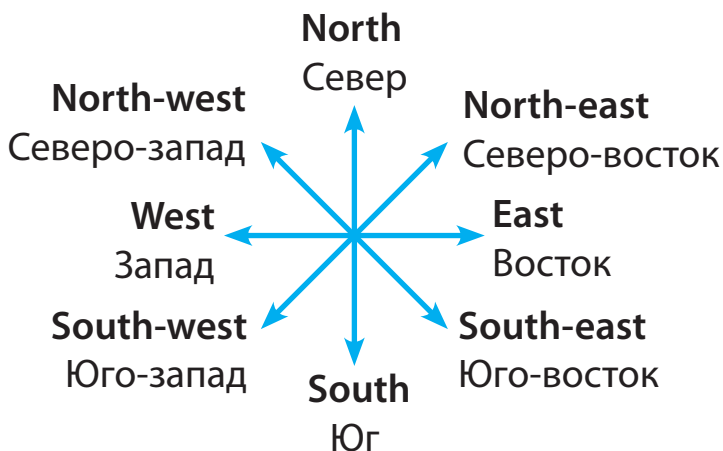 North
Север
North-west
Северо-запад
North-east
Северо-восток
West
Запад
East
Восток
South-west
Юго-запад
South-east
Юго-восток
South
Юг